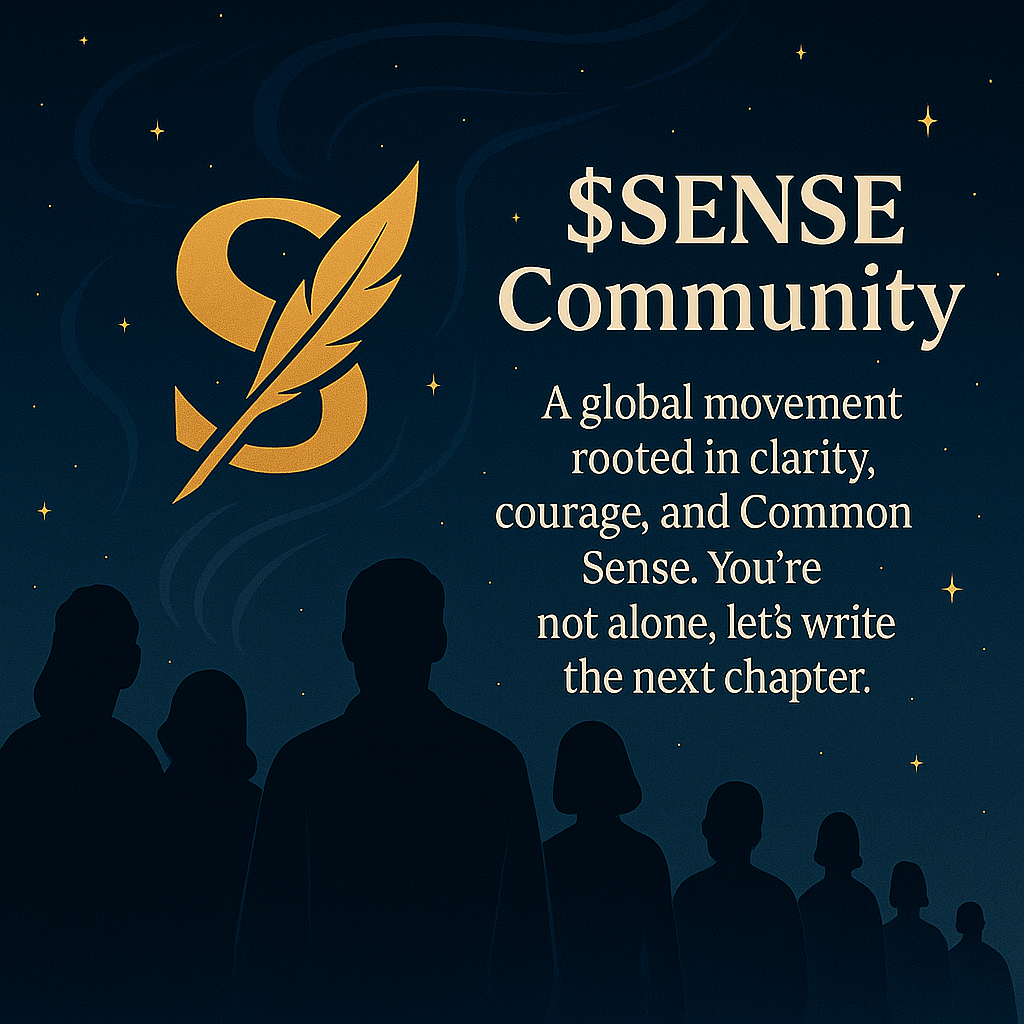 $SENSE
Community
A global movement
rooted in clarity,
courage, and Common
Sense. You’re
not alone, let’s write
the next chapter.